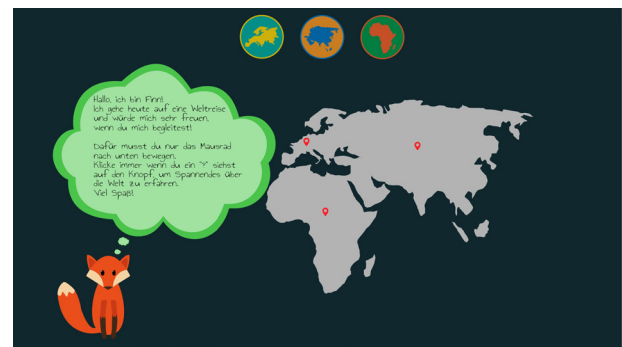 Hallo, ich bin Finn!
Ich gehe heute auf eine Weltreise
und würde mich sehr freuen,
wenn du mich begleitest!
Dafür musst du nur das Mausrad
nach unten bewegen.
Klicke immer wenn du ein "?" siehst
auf den Knopf, um Spannendes über
die Welt zu erfahren.
Viel Spaß!